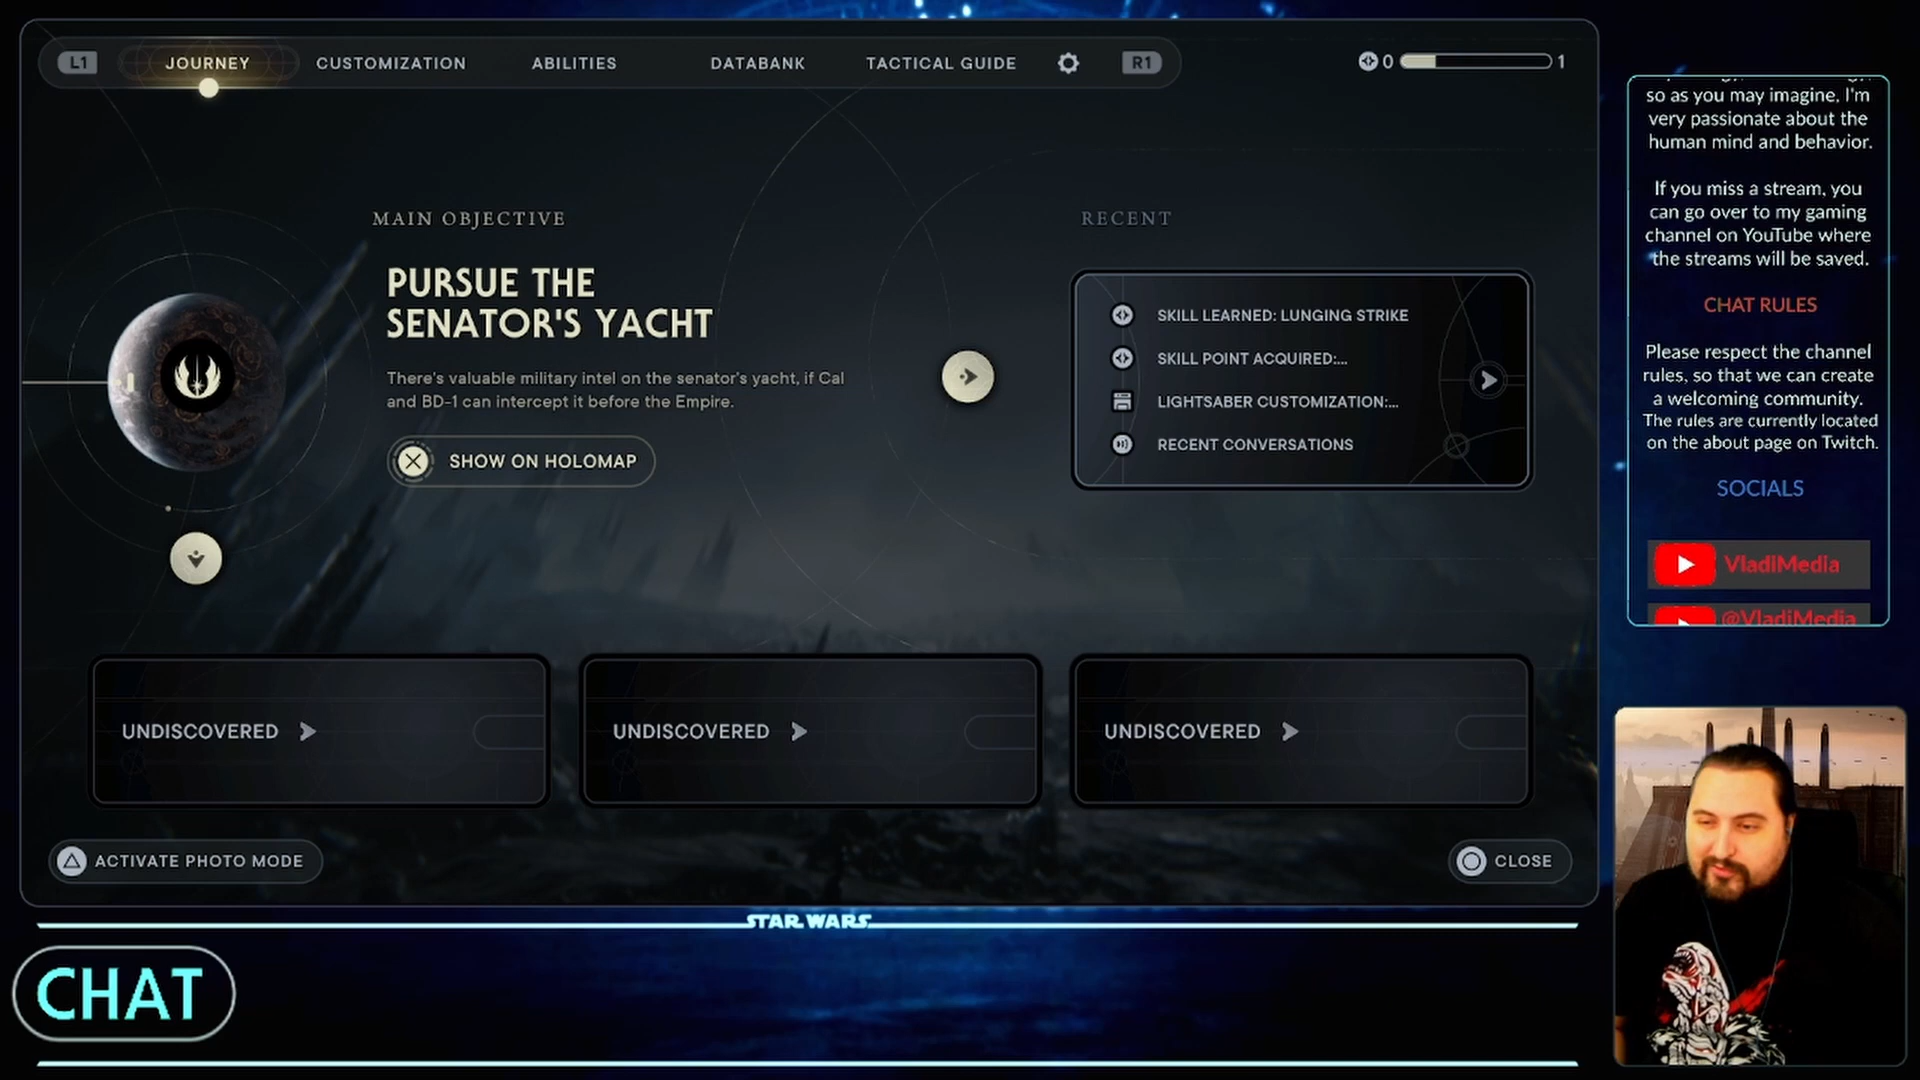 L1
JOURNEY
CUSTOMIZATION
ABILITIES
DATABANK
TACTICAL GUIDE
R1
0
1
MAIN OBJECTIVE
PURSUE THE
SENATOR'S YACHT
There's valuable military intel on the senator's yacht, if Cal
and BD-1 can intercept it before the Empire.
SHOW ON HOLOMAP
RECENT
SKILL LEARNED: LUNGING STRIKE
SKILL POINT ACQUIRED:...
LIGHTSABER CUSTOMIZATION:...
RECENT CONVERSATIONS
UNDISCOVERED
UNDISCOVERED
UNDISCOVERED
ACTIVATE PHOTO MODE
CLOSE
STAR WARS
CHAT
so as you may imagine, I'm
very passionate about the
human mind and behavior.
If you miss a stream, you
can go over to my gaming
channel on YouTube where
the streams will be saved.
CHAT RULES
Please respect the channel
rules, so that we can create
a welcoming community.
The rules are currently located
on the about page on Twitch.
SOCIALS
VladiMedia
@VladiMedia